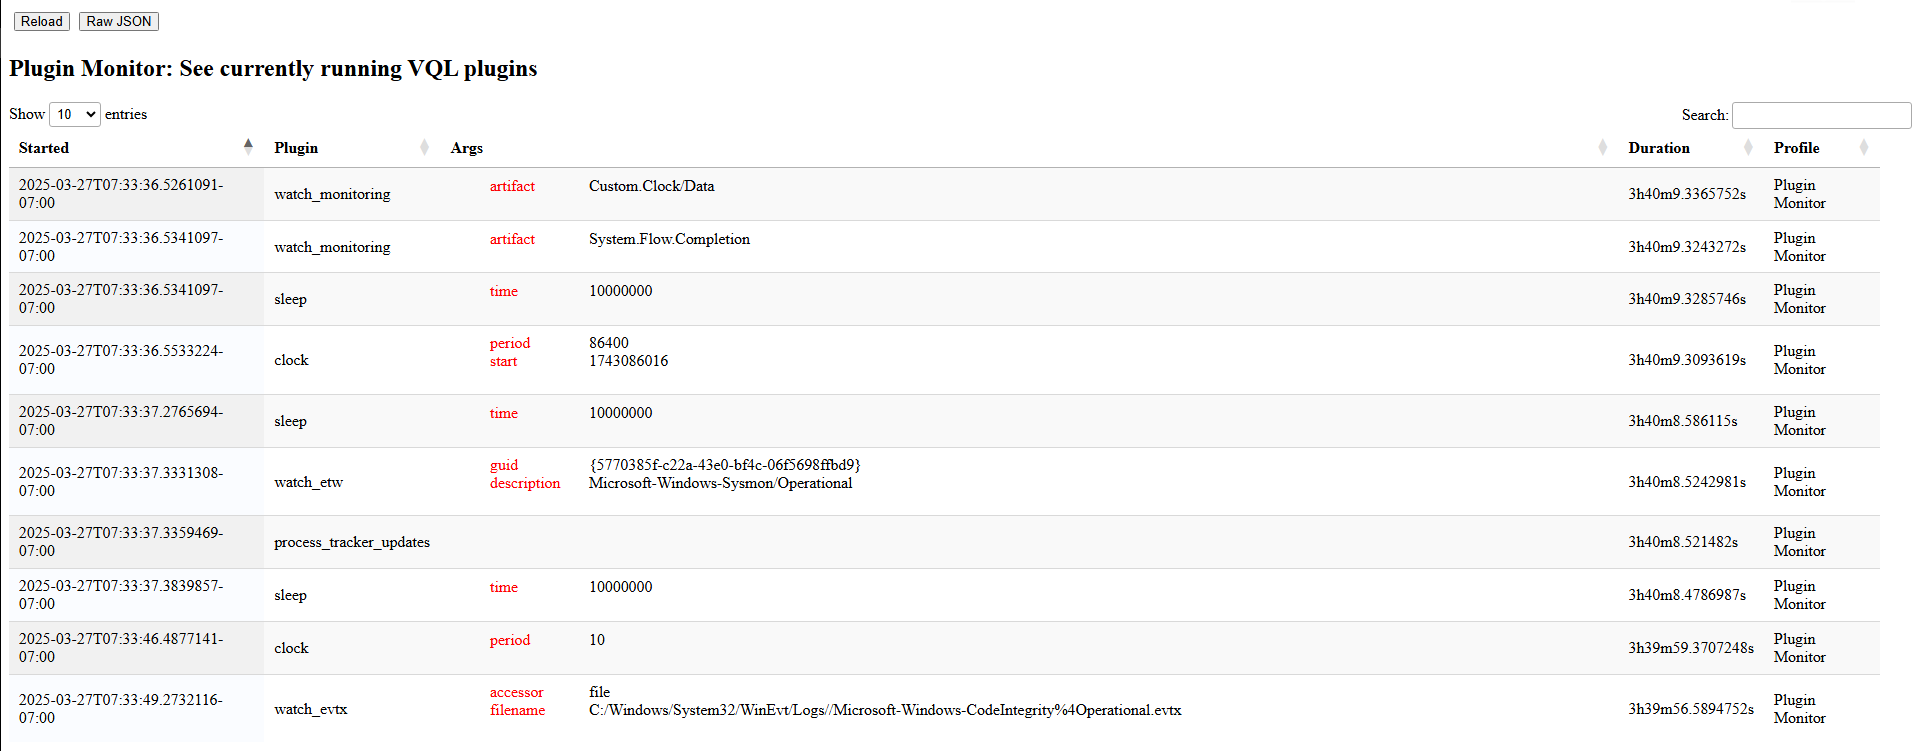 Reload Raw JSON
Plugin Monitor: See currently running VQL plugins
Show 10 entries Search:
Started Plugin Args Duration Profile
2025-03-27T07:33:36.5261091-
07:00
watch_monitoring
artifact Custom.Clock/Data
3h40m9.3365752s
Plugin
Monitor
2025-03-27T07:33:36.5341097-
07:00
watch_monitoring
artifact System.Flow.Completion
3h40m9.3243272s
Plugin
Monitor
2025-03-27T07:33:36.5341097-
07:00
sleep
time 10000000
3h40m9.3285746s
Plugin
Monitor
2025-03-27T07:33:36.5533224-
07:00
clock
period 86400
start 1743086016
3h40m9.3093619s
Plugin
Monitor
2025-03-27T07:33:37.2765694-
07:00
sleep
time 10000000
3h40m8.586115s
Plugin
Monitor
2025-03-27T07:33:37.3331308-
07:00
watch_etw
guid {5770385f-c22a-43e0-bf4c-06f5698ffbd9}
description Microsoft-Windows-Sysmon/Operational
3h40m8.5242981s
Plugin
Monitor
2025-03-27T07:33:37.3359469-
07:00
process_tracker_updates
3h40m8.521482s
Plugin
Monitor
2025-03-27T07:33:37.3839857-
07:00
sleep
time 10000000
3h40m8.4786987s
Plugin
Monitor
2025-03-27T07:33:46.4877141-
07:00
clock
period 10
3h39m59.3707248s
Plugin
Monitor
2025-03-27T07:33:49.2732116-
07:00
watch_evtx
accessor file
filename C:/Windows/System32/WinEvt/Logs//Microsoft-Windows-CodeIntegrity%4Operational.evtx
3h39m56.5894752s
Plugin
Monitor